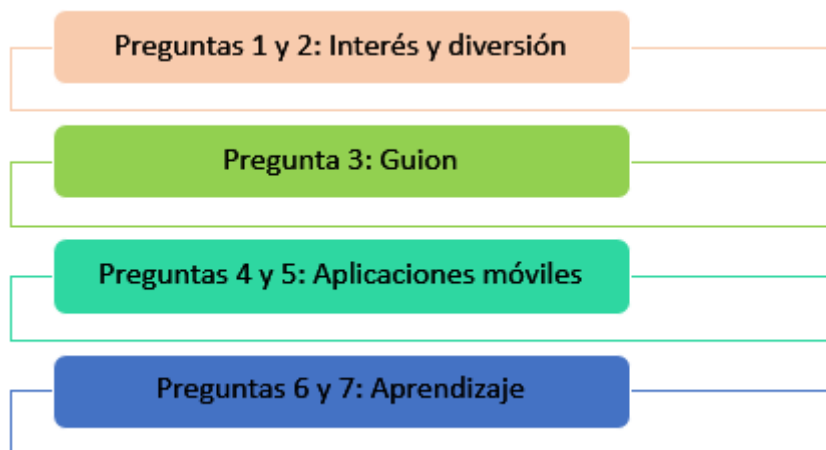 Preguntas 1 y 2: Interés y diversión
Pregunta 3: Guion
Preguntas 4 y 5: Aplicaciones móviles
Preguntas 6 y 7: Aprendizaje